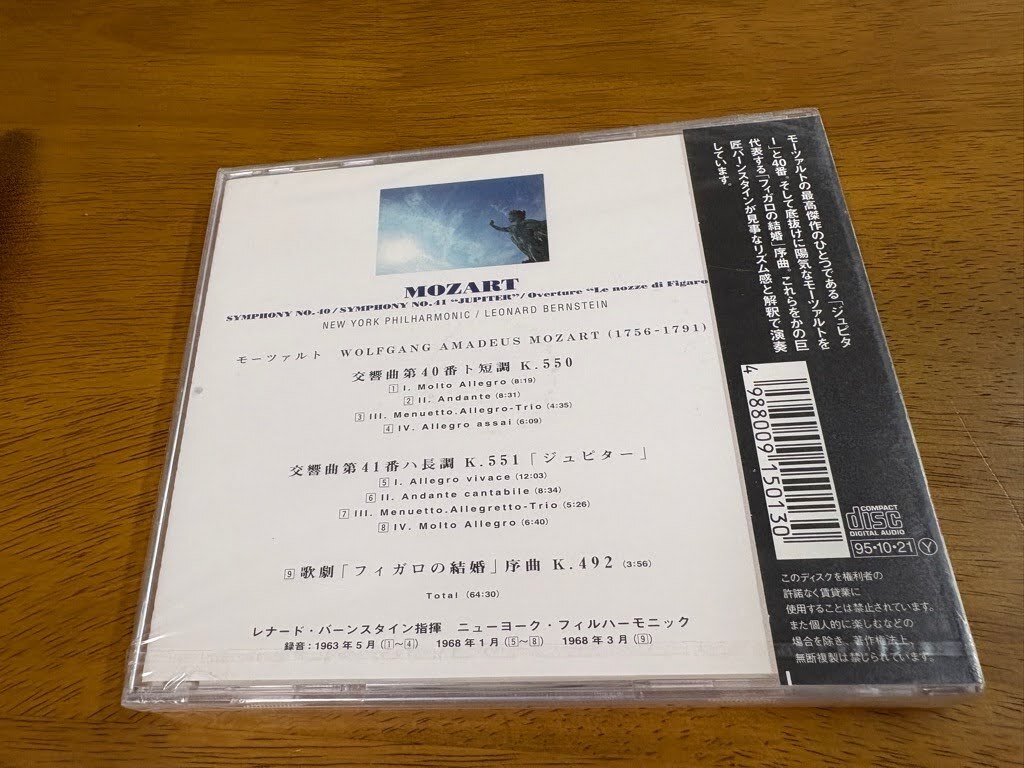 MOZART
SYMPHONY NO.40/SYMPHONY NO.41 “JUPITER”/Overture “Le nozze di Figaro
NEW YORK PHILHARMONIC / LEONARD BERNSTEIN
モーツァルト WOLFGANG AMADEUS MOZART (1756-1791)
交響曲第40番ト短調 K.550
1 I. Molto Allegro (8:19)
2 II. Andante (8:31)
3 III. Menuetto.Allegro-Trio (4:35)
4 IV. Allegro assai (6:09)
交響曲第41番ハ長調 K.551「ジュピター」
5 I. Allegro vivace (12:03)
6 II. Andante cantabile (8:34)
7 III. Menuetto.Allegretto-Trio (5:26)
8 IV. Molto Allegro (6:40)
9 歌劇「フィガロの結婚」序曲 K.492 (3:56)
Total (64:30)
レナード・バーンスタイン指揮 ニューヨーク・フィルハーモニック
録音：1963年5月（1〜4） 1968年1月（5〜8） 1968年3月（9）
モーツァルトの最高傑作のひとつである「ジュピタ
ー」と40番。そして底抜けに陽気なモーツァルトを
代表する「フィガロの結婚」序曲。これらをかの巨
匠バーンスタインが見事なリズム感と解釈で演奏
しています。
4 988009 150130
COMPACT
disc
DIGITAL AUDIO
95・10・21 Y
このディスクを権利者の
許諾なく賃貸業に
使用することは禁止されています。
また個人的に楽しむなどの
場合を除き、著作権法上、
無断複製は禁じられています。